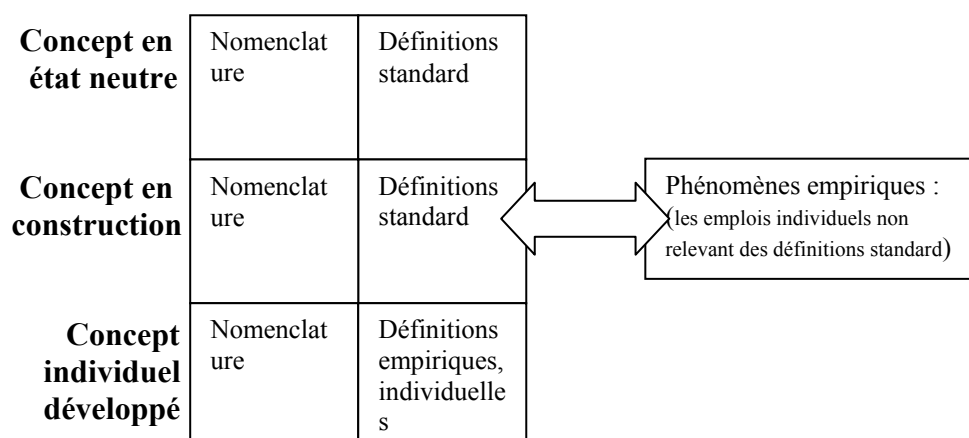 Concept en
état neutre
Nomenclat
ure
Définitions
standard
Concept en
construction
Nomenclat
ure
Définitions
standard
Phénomènes empiriques :
(les emplois individuels non
relevant des définitions standard)
Concept
individuel
développé
Nomenclat
ure
Définitions
empiriques,
individuelle
s